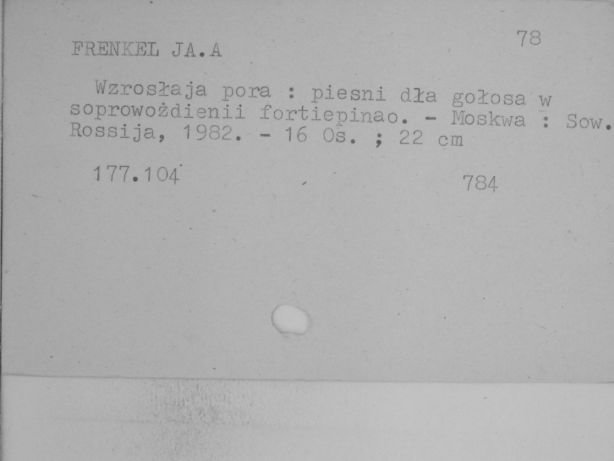 78
FRENKEL JA.A
Wzrosłaja pora : piesni dła gołosa w
soprowożdienii fortiepinao. - Moskwa : Sow.
Rossija, 1982. - 16 Os. ; 22 cm
177.104
784